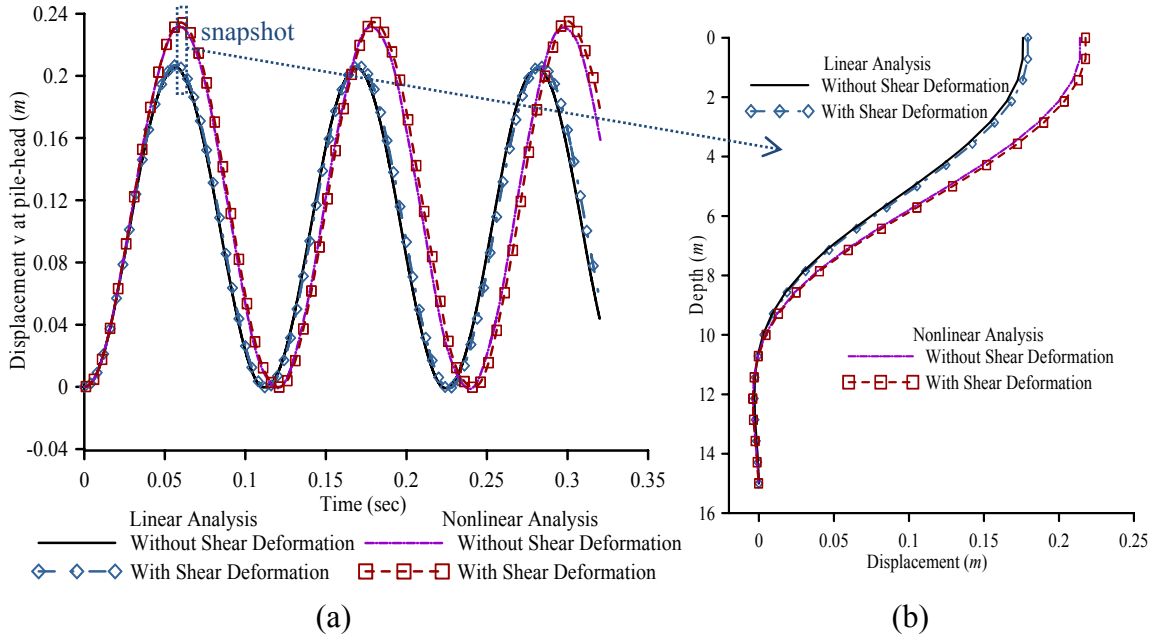 0.24
0.2
0.16
0.12
0.08
0.04
0
-0.04
Displacement v at pile-head (m)
snapshot
0 0.05 0.1 0.15 0.2 0.25 0.3 0.35
Time (sec)
Linear Analysis
Without Shear Deformation
With Shear Deformation
Nonlinear Analysis
Without Shear Deformation
With Shear Deformation
(a)
0
2
4
6
8
10
12
14
16
Depth (m)
Linear Analysis
Without Shear Deformation
With Shear Deformation
Nonlinear Analysis
Without Shear Deformation
With Shear Deformation
0 0.05 0.1 0.15 0.2 0.25
Displacement (m)
(b)